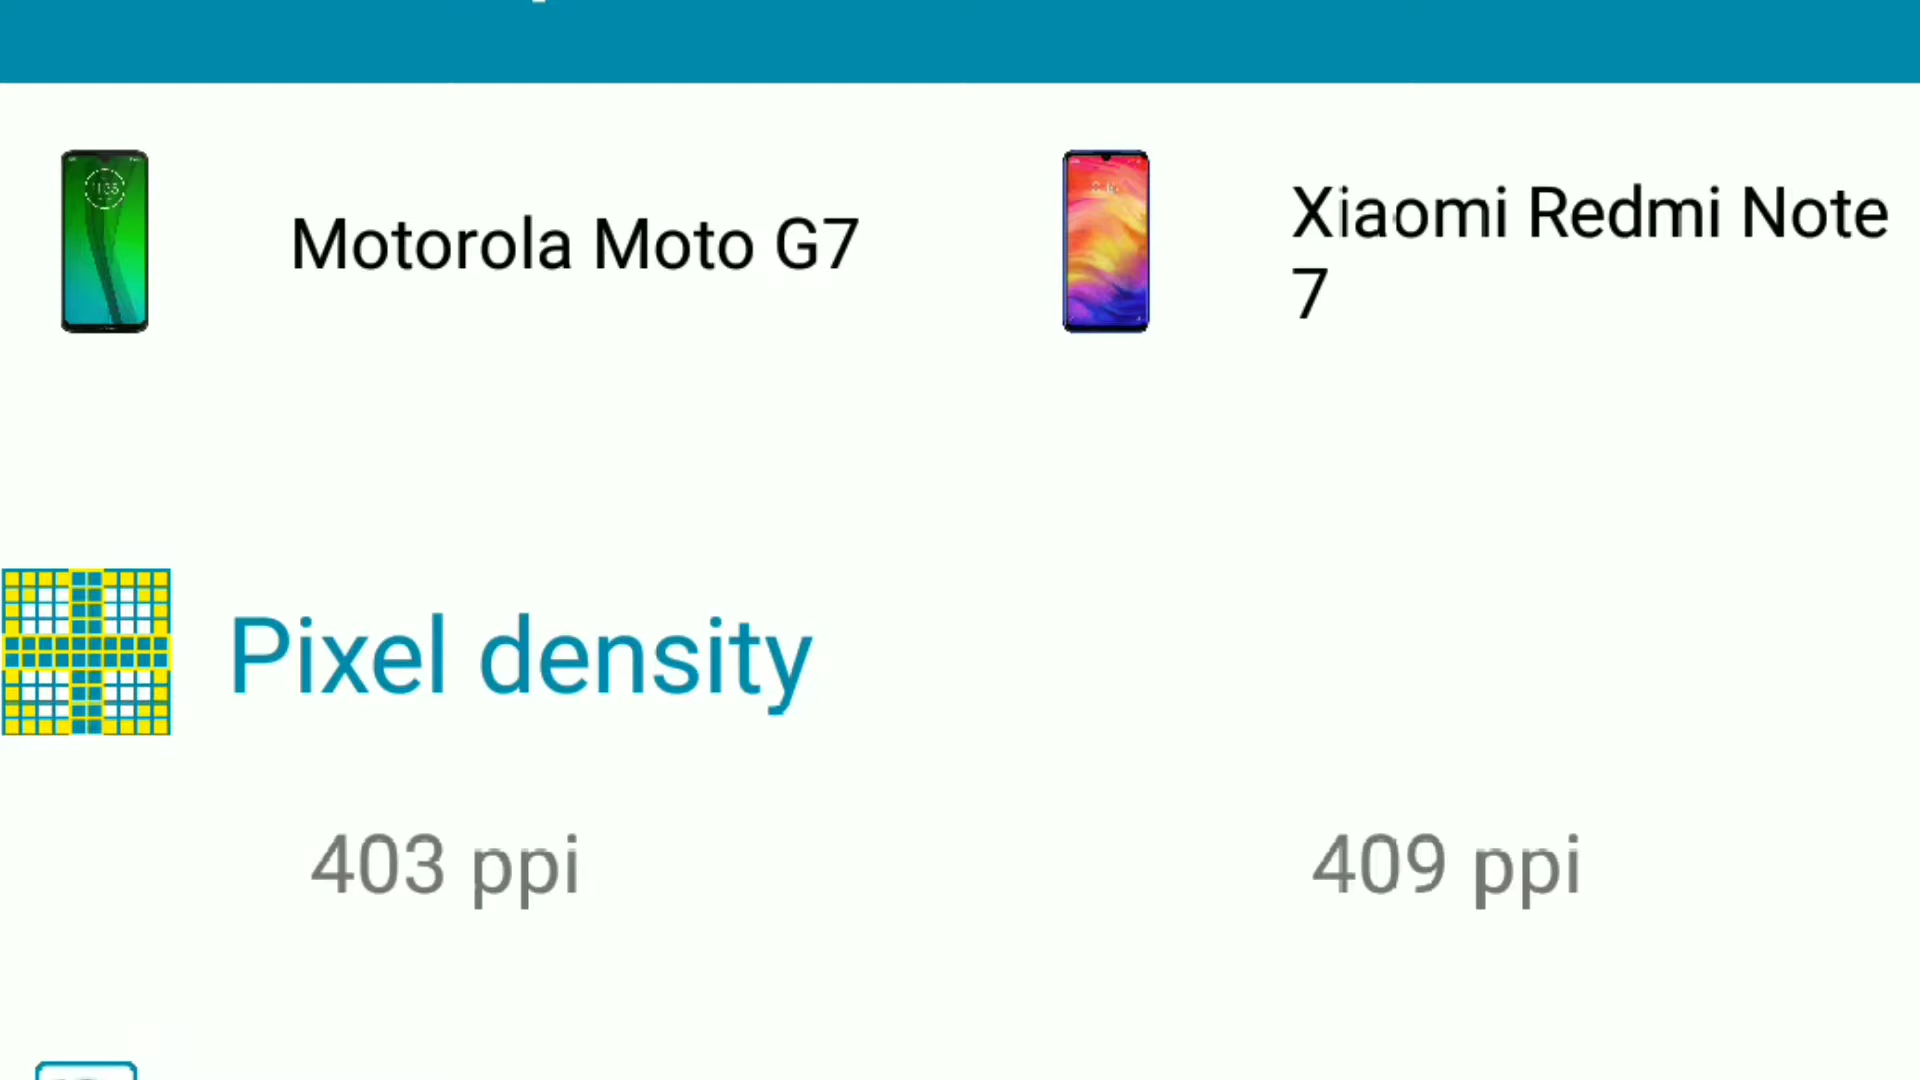 Motorola Moto G7
Xiaomi Redmi Note
7
Pixel density
403 ppi
409 ppi